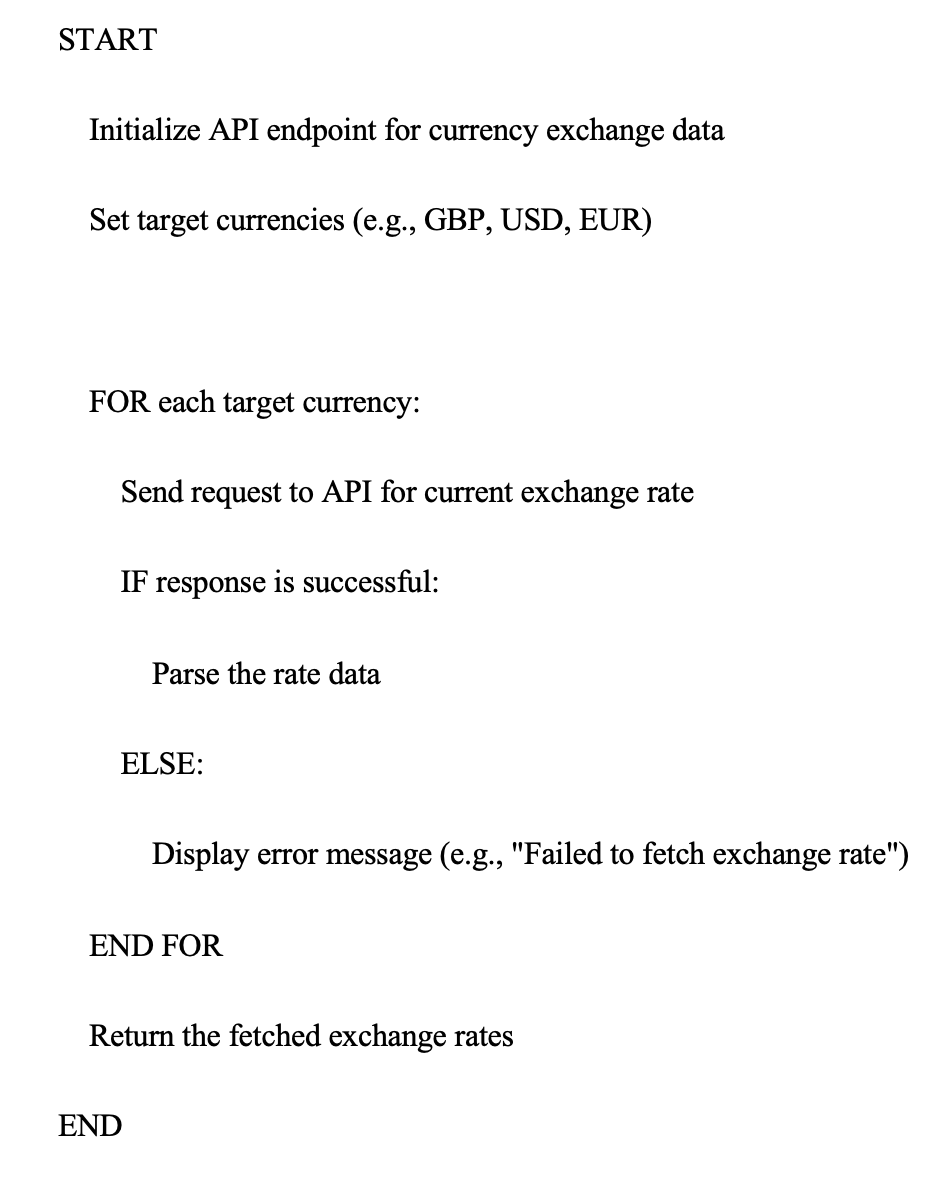 START
Initialize API endpoint for currency exchange data
Set target currencies (e.g., GBP, USD, EUR)
FOR each target currency:
Send request to API for current exchange rate
IF response is successful:
Parse the rate data
ELSE:
Display error message (e.g., "Failed to fetch exchange rate")
END FOR
Return the fetched exchange rates
END